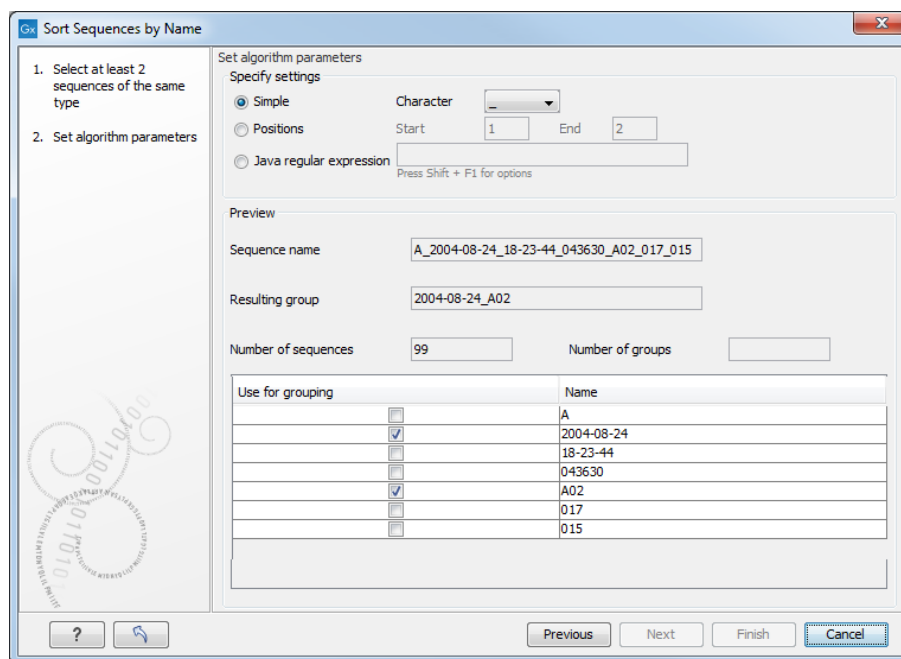 Gx Sort Sequences by Name
1. Select at least 2
sequences of the same
type
2. Set algorithm parameters
Set algorithm parameters
Specify settings
Simple Character _
Positions Start 1 End 2
Java regular expression
Press Shift + F1 for options
Preview
Sequence name A_2004-08-24_18-23-44_043630_A02_017_015
Resulting group 2004-08-24_A02
Number of sequences 99 Number of groups
Use for grouping Name
A
2004-08-24
18-23-44
043630
A02
017
015
? Previous Next Finish Cancel